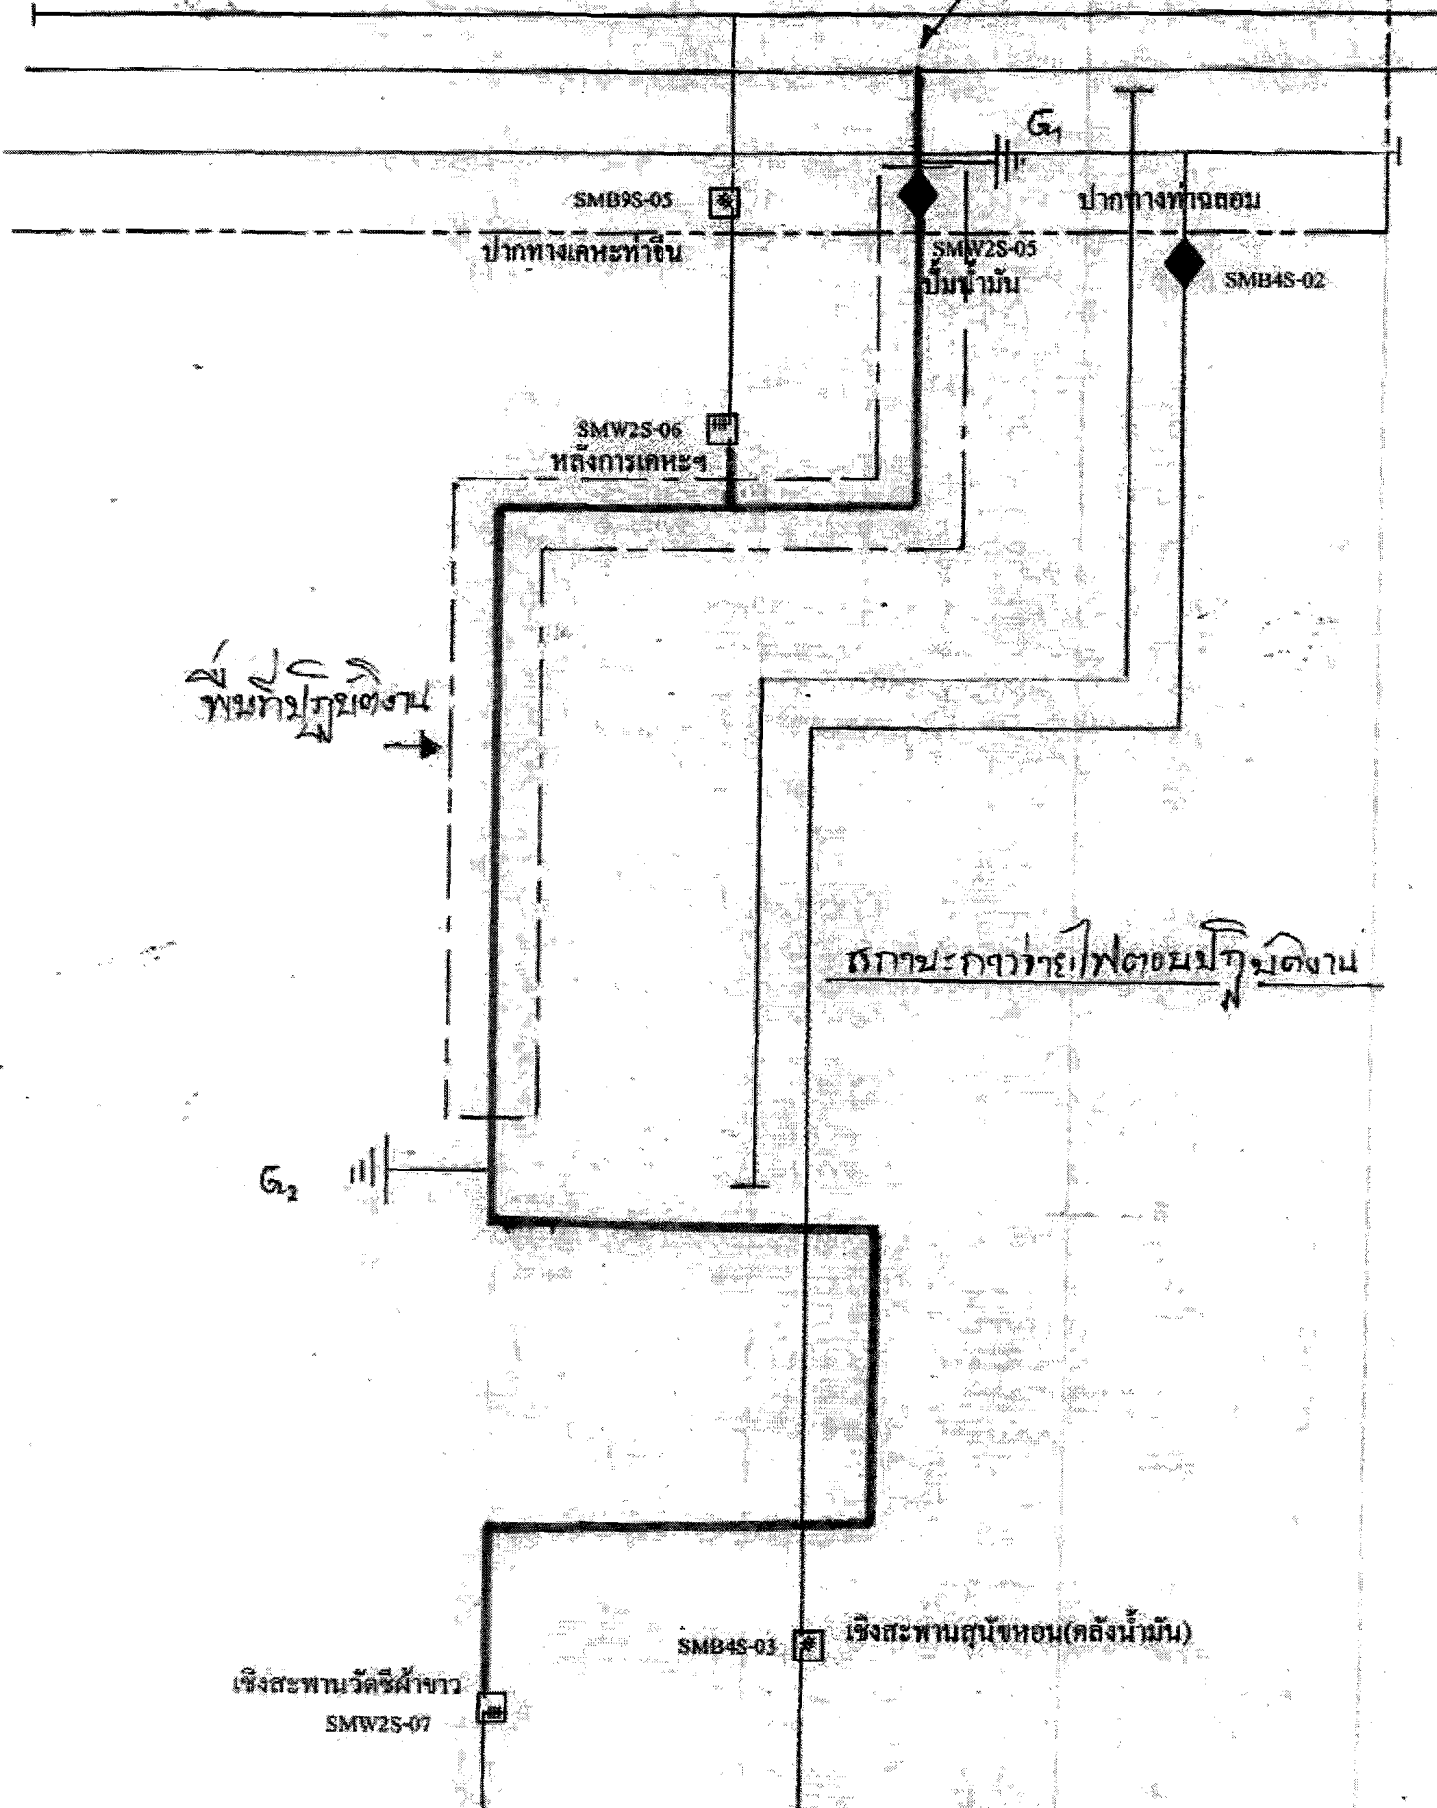 G1
SMB9S-05
ปากทางท่าฉลอม
ปากทางเคหะท่าจีน
SMW2S-05
ปั๊มน้ำมัน
SMB4S-02
SMW2S-06
หลังการเคหะฯ
พื้นที่ปฏิบัติงาน
สภาพะการจ่ายไฟตอนปฏิบัติงาน
G2
SMB4S-03
เชิงสะพานสุนัขหอน(คลังน้ำมัน)
เชิงสะพานวัดชีผ้าขาว
SMW2S-07